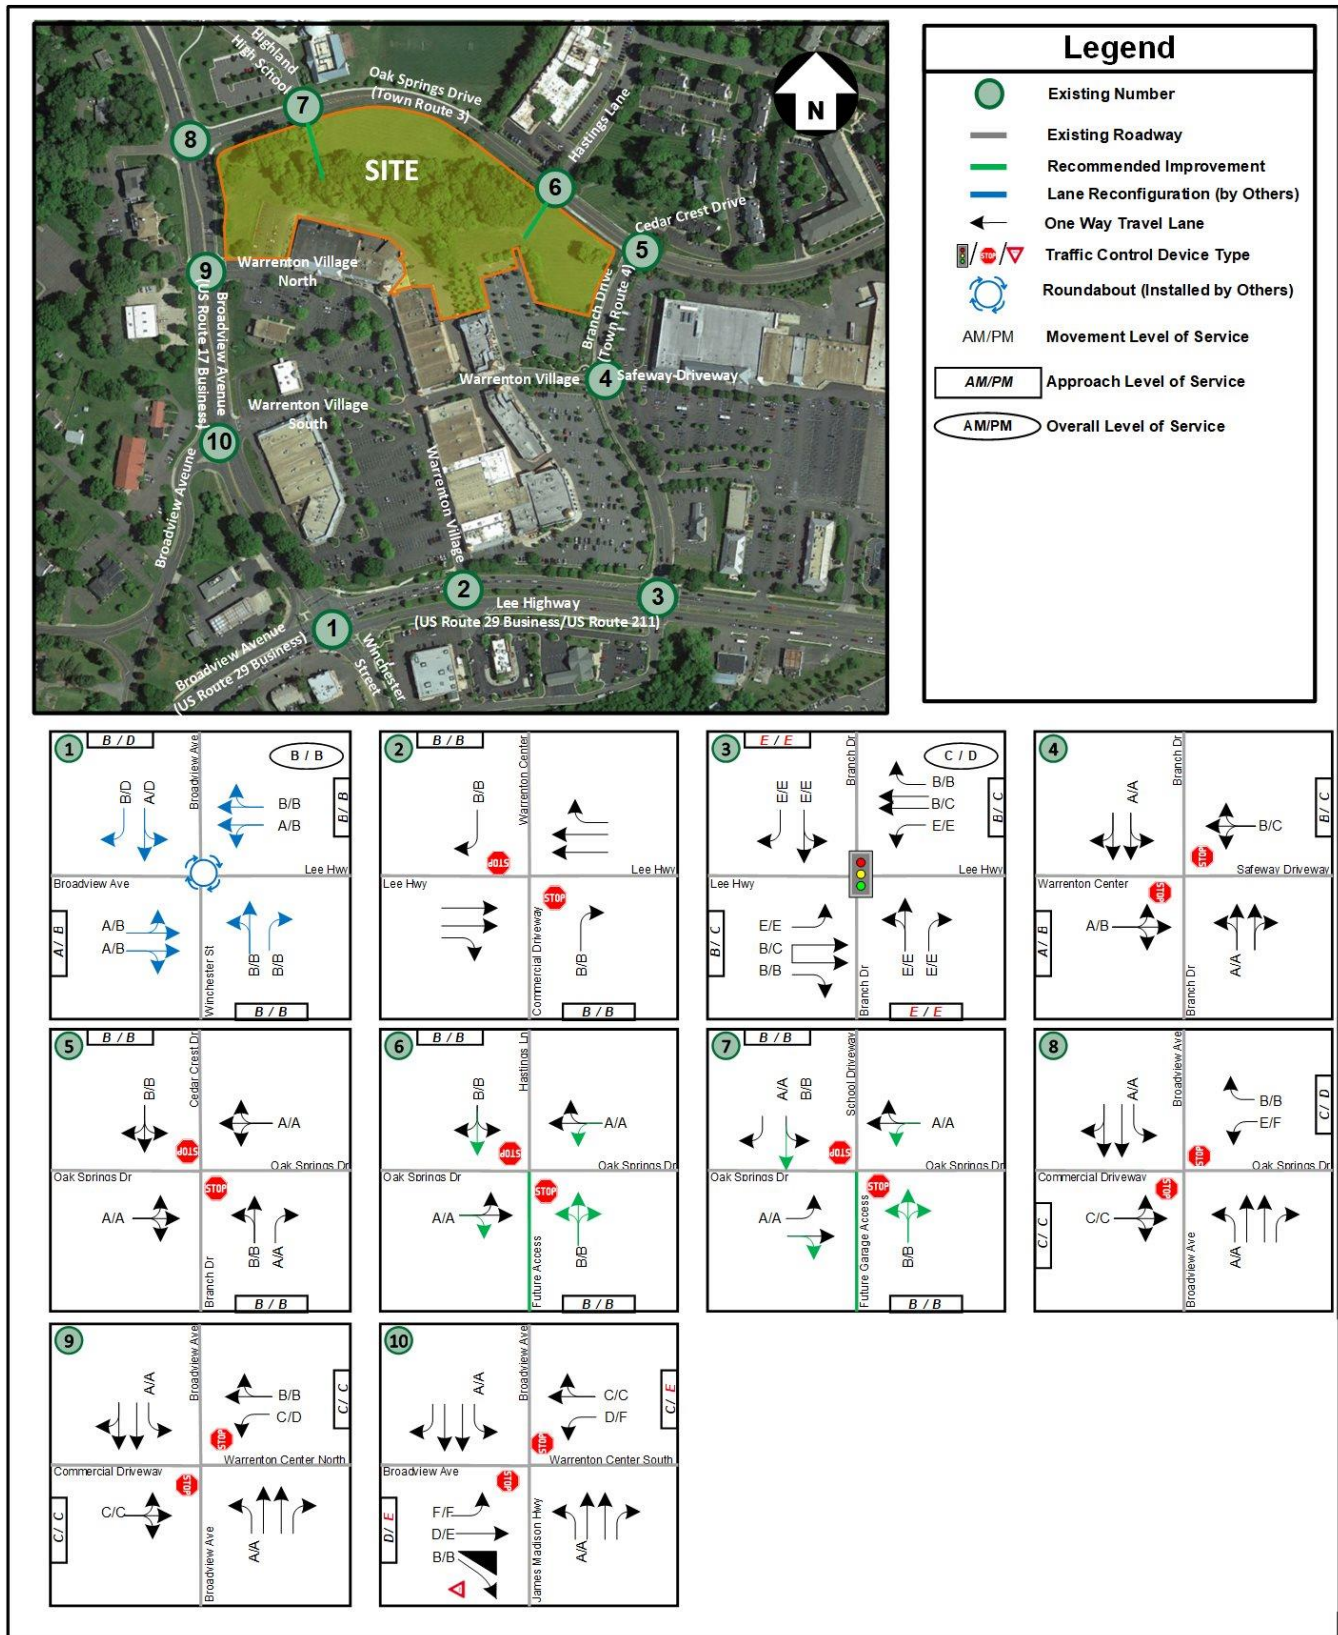 Highland
High School
7
Oak Springs Drive
(Town Route 3)
N
8
SITE
Hastings Lane
6
Cedar Crest Drive
5
9
Warrenton Village
North
Broadview Avenue
(US Route 17 Business)
Branch Drive
(Town Route 4)
Warrenton Village
4
Safeway Driveway
Warrenton Village
South
10
Broadview Aveune
Warrenton Village
2
Lee Highway
(US Route 29 Business/US Route 211)
3
1
Broadview Avenue
(US Route 29 Business)
Winchester
Street
Legend
Existing Number
Existing Roadway
Recommended Improvement
Lane Reconfiguration (by Others)
One Way Travel Lane
/ STOP / Traffic Control Device Type
Roundabout (Installed by Others)
AM/PM Movement Level of Service
AM/PM Approach Level of Service
AM/PM Overall Level of Service
1
B / D
Broadview Ave
B / B
B/D
A/D
B/B
A/B
B / B
Lee Hwy
Broadview Ave
A / B
A/B
A/B
Winchester St
B/B
B/B
B / B
2
B / B
Warrenton Center
B/B
STOP
Lee Hwy
Lee Hwy
STOP
Commercial Driveway
B/B
B / B
3
E / E
Branch Dr
C / D
E/E
E/E
B/B
B/C
E/E
B / C
Lee Hwy
Lee Hwy
B / C
E/E
B/C
B/B
Branch Dr
E/E
E/E
E / E
4
Branch Dr
A/A
B/C
B / C
STOP
Safeway Driveway
Warrenton Center
STOP
A / B
A/B
Branch Dr
A/A
5
B / B
Cedar Crest Dr
B/B
A/A
STOP
Oak Springs Dr
Oak Springs Dr
STOP
A/A
Branch Dr
B/B
A/A
B / B
6
B / B
Hastings Ln
B/B
A/A
STOP
Oak Springs Dr
Oak Springs Dr
STOP
A/A
Future Access
B/B
B / B
7
B / B
School Driveway
A/A
B/B
A/A
STOP
Oak Springs Dr
Oak Springs Dr
STOP
A/A
Future Garage Access
B/B
B / B
8
Broadview Ave
A/A
B/B
E/F
C / D
STOP
Oak Springs Dr
Commercial Driveway
STOP
C / C
C/C
Broadview Ave
A/A
9
Broadview Ave
A/A
B/B
C/D
C / C
STOP
Warrenton Center North
Commercial Driveway
STOP
C / C
C/C
Broadview Ave
A/A
10
Broadview Ave
A/A
C/C
D/F
C / E
STOP
Warrenton Center South
Broadview Ave
STOP
D / E
F/F
D/E
B/B
James Madison Hwy
A/A